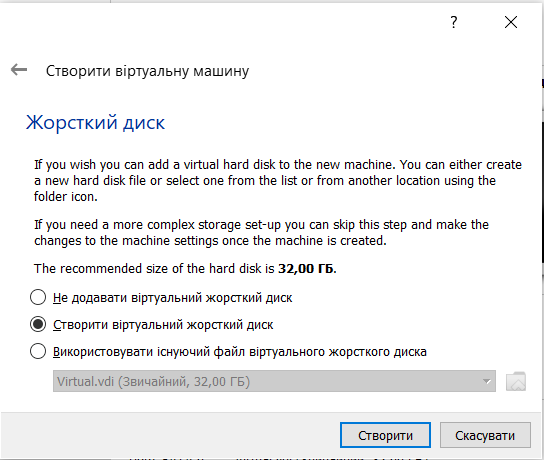 ?
Створити віртуальну машину
Жорсткий диск
If you wish you can add a virtual hard disk to the new machine. You can either create
a new hard disk file or select one from the list or from another location using the
folder icon.
If you need a more complex storage set-up you can skip this step and make the
changes to the machine settings once the machine is created.
The recommended size of the hard disk is 32,00 ГБ.
Не додавати віртуальний жорсткий диск
Створити віртуальний жорсткий диск
Використовувати існуючий файл віртуального жорсткого диска
Virtual.vdi (Звичайний, 32,00 ГБ)
Створити
Скасувати